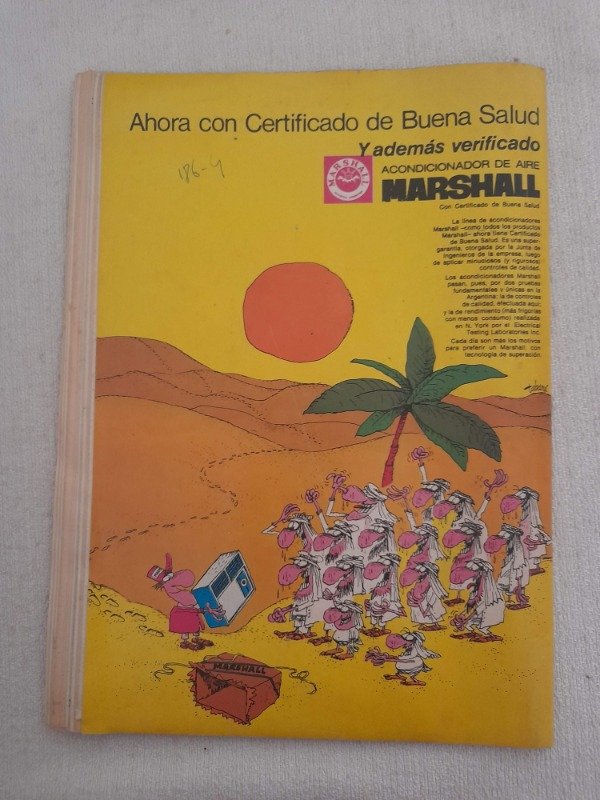 Ahora con Certificado de Buena Salud
Y además verificado
186-4
MARSHALL
ACONDICIONADOR DE AIRE
MARSHALL
Con Certificado de Buena Salud
La línea de acondicionadores
Marshall -como todos los productos
Marshall- ahora tiene Certificado
de Buena Salud. Es una super-
garantía, otorgada por la Junta de
Ingenieros de la empresa, luego
de aplicar minuciosos (y rigurosos)
controles de calidad.
Los acondicionadores Marshall
pasan, pues, por dos pruebas
fundamentales y únicas en la
Argentina: la de controles
de calidad, efectuada aquí;
y la de rendimiento (más frigorías
con menos consumo) realizada
en N. York por el Electrical
Testing Laboratories Inc.
Cada día son más los motivos
para preferir un Marshall, con
tecnología de superación.
MARSHALL